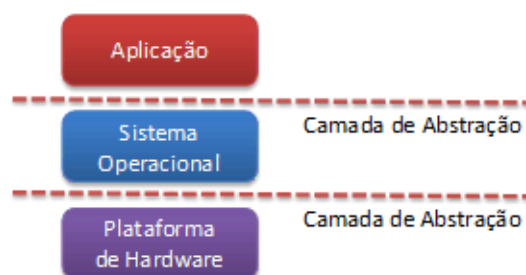 Aplicação
Sistema
Operacional
Camada de Abstração
Plataforma
de Hardware
Camada de Abstração